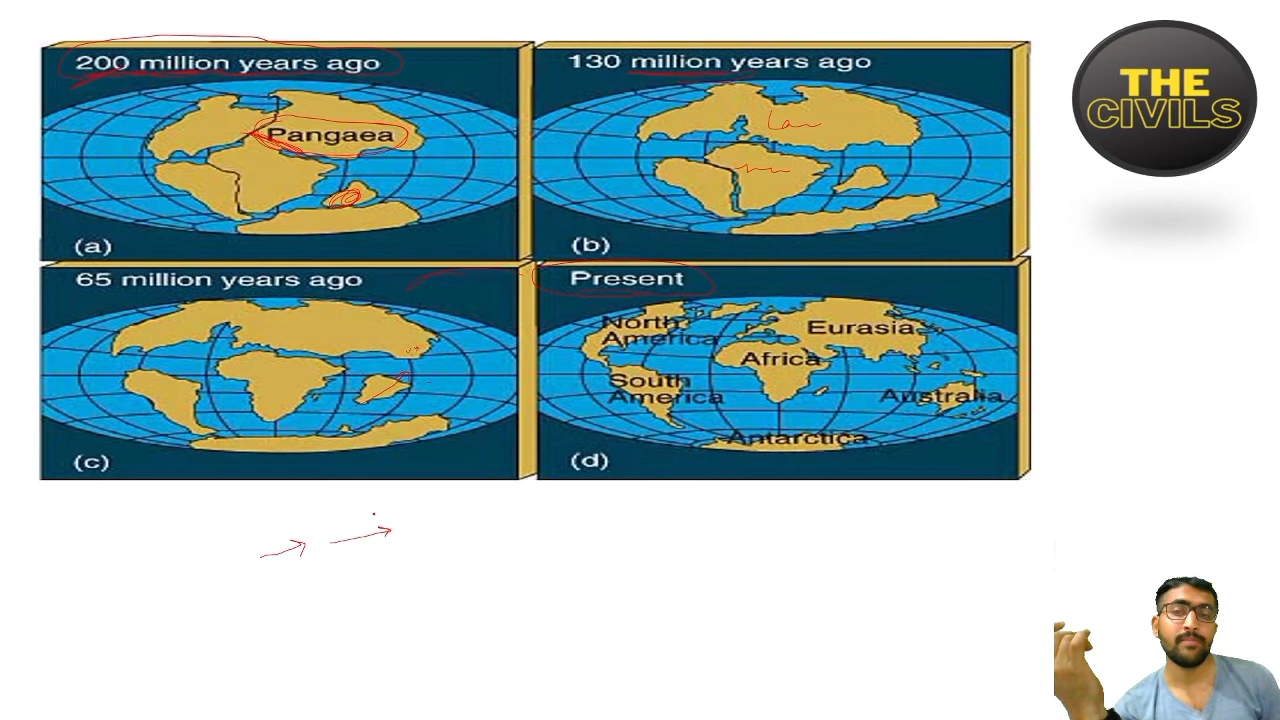 200 million years ago
Pangaea
(a)
130 million years ago
Lau
(b)
65 million years ago
(c)
Present
North
America
Eurasia
Africa
South
America
Australia
Antarctica
(d)
THE
CIVILS